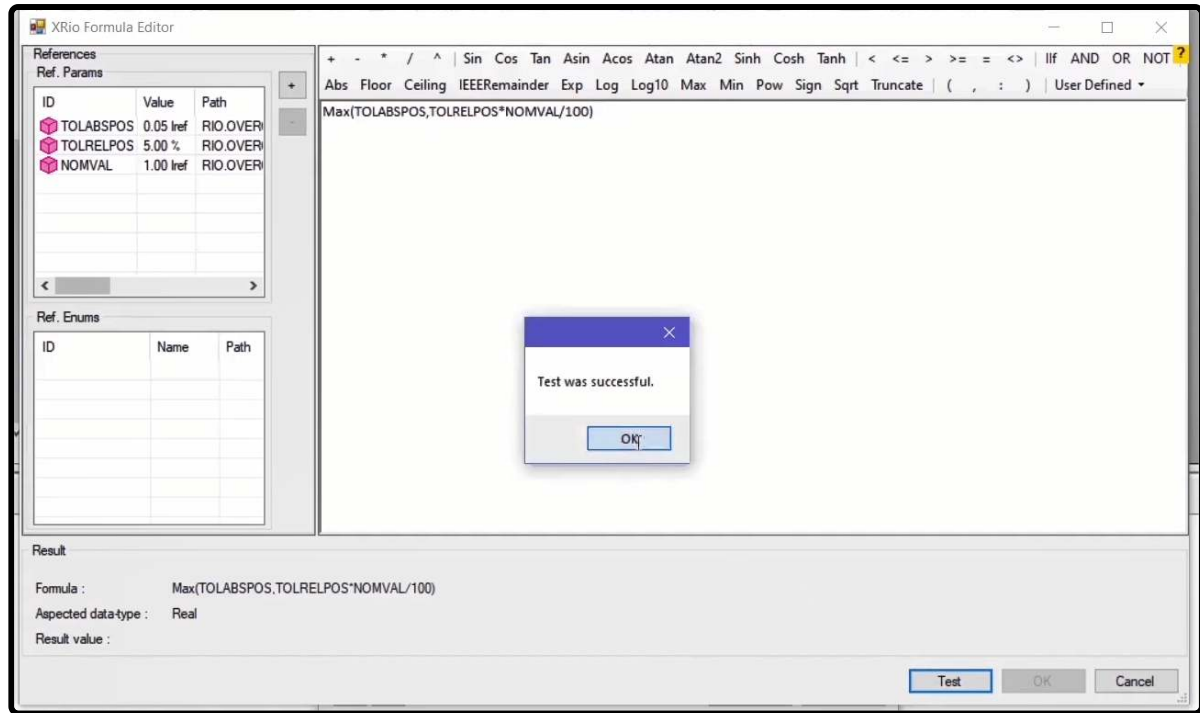 XRio Formula Editor
References
Ref. Params
ID Value Path
TOLABSPOS 0.05 Iref RIO.OVER
TOLRELPOS 5.00 % RIO.OVER
NOMVAL 1.00 Iref RIO.OVER
+
-
Ref. Enums
ID Name Path
+ - * / ^ | Sin Cos Tan Asin Acos Atan Atan2 Sinh Cosh Tanh | < <= > >= = <> | IIf AND OR NOT ?
Abs Floor Ceiling IEEERemainder Exp Log Log10 Max Min Pow Sign Sqrt Truncate | ( , : ) | User Defined
Max(TOLABSPOS,TOLRELPOS*NOMVAL/100)
Test was successful.
OK
Result
Formula : Max(TOLABSPOS,TOLRELPOS*NOMVAL/100)
Aspected data-type : Real
Result value :
Test OK Cancel